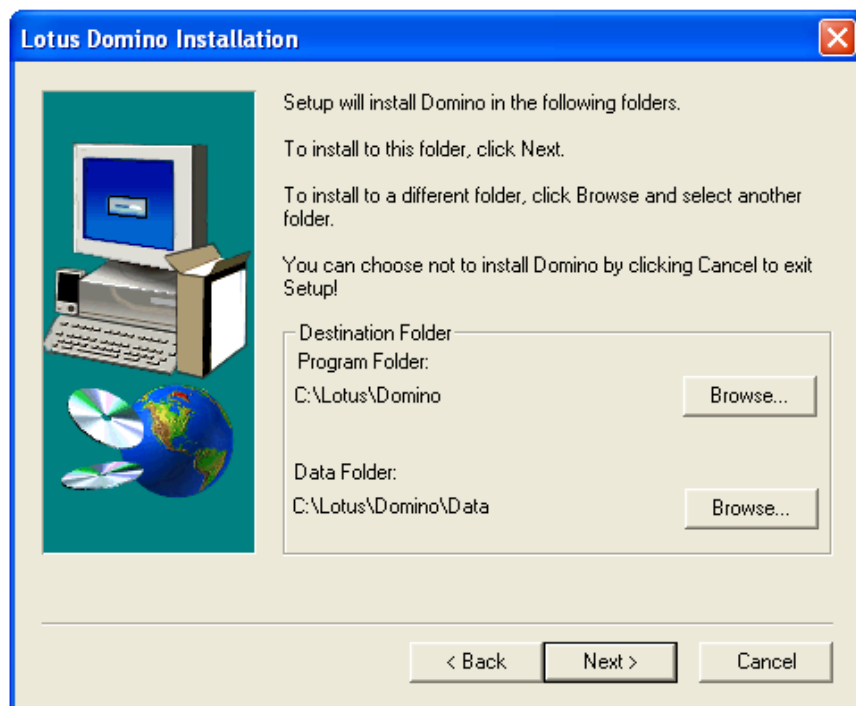 Lotus Domino Installation
Setup will install Domino in the following folders.
To install to this folder, click Next.
To install to a different folder, click Browse and select another
folder.
You can choose not to install Domino by clicking Cancel to exit
Setup!
Destination Folder
Program Folder:
C:\Lotus\Domino
Browse...
Data Folder:
C:\Lotus\Domino\Data
Browse...
< Back
Next >
Cancel